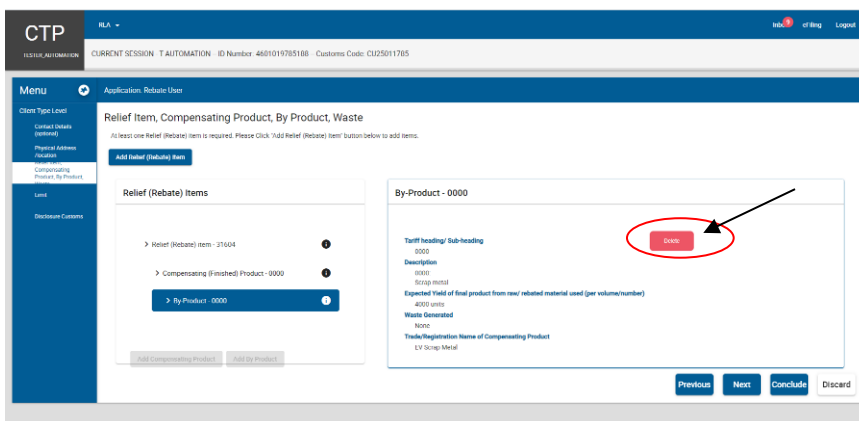 CTP
TESTER_AUTOMATION
RLA
Inbox 9
eFiling
Logout
CURRENT SESSION - T AUTOMATION - ID Number: 4601019785108 - Customs Code: CU25011705
Menu
Application: Rebate User
Client Type Level
Contact Details
(optional)
Physical Address
/location
Relief Item,
Compensating
Product, By Product,
Waste
Limit
Disclosure Customs
Relief Item, Compensating Product, By Product, Waste
At least one Relief (Rebate) item is required. Please Click "Add Relief (Rebate) Item" button below to add items.
Add Relief (Rebate) Item
Relief (Rebate) Items
Relief (Rebate) item - 31604
Compensating (Finished) Product - 0000
By-Product - 0000
Add Compensating Product
Add By Product
By-Product - 0000
Delete
Tariff heading/ Sub-heading
0000
Description
0000
Scrap metal
Expected Yield of final product from raw/ rebated material used (per volume/number)
4000 units
Waste Generated
None
Trade/Registration Name of Compensating Product
EV Scrap Metal
Previous
Next
Conclude
Discard